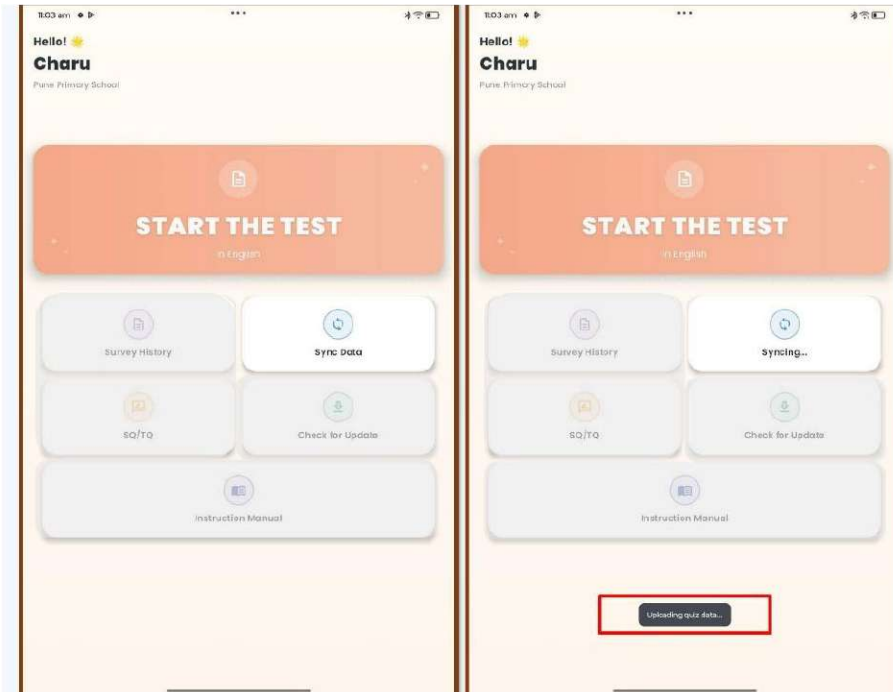 11:03 am
Hello!
Charu
Pune Primary School
START THE TEST
in English
Survey History
Sync Data
SQ/TQ
Check for Update
Instruction Manual
11:03 am
Hello!
Charu
Pune Primary School
START THE TEST
in English
Survey History
Syncing...
SQ/TQ
Check for Update
Instruction Manual
Uploading quiz data...